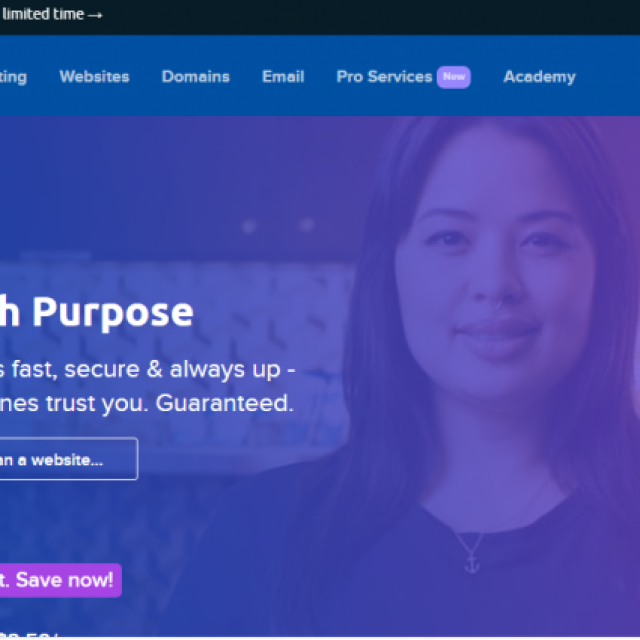 limited time →
ting Websites Domains Email Pro Services New Academy
h Purpose
s fast, secure & always up -
nes trust you. Guaranteed.
an a website...
t. Save now!